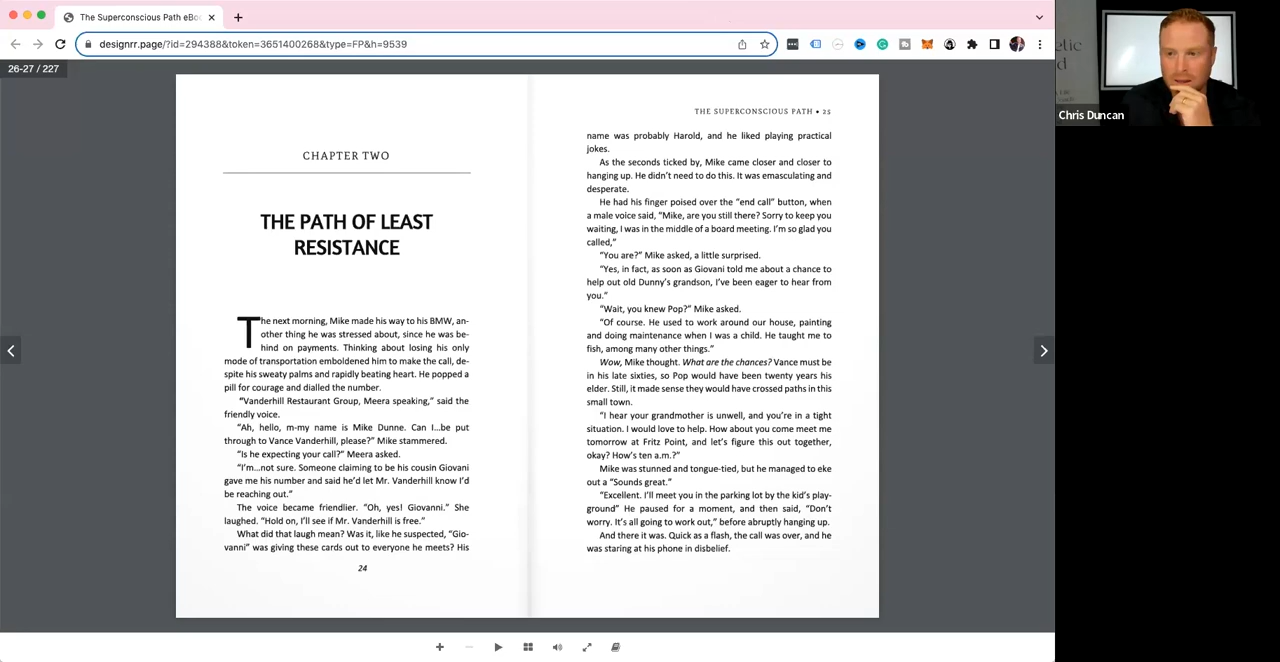 The Superconscious Path eBo
designrr.page/?id=294388&token=3651400268&type=FP&h=9539
26-27 / 227
Chris Duncan
CHAPTER TWO
THE PATH OF LEAST
RESISTANCE
The next morning, Mike made his way to his BMW, an-
other thing he was stressed about, since he was be-
hind on payments. Thinking about losing his only
mode of transportation emboldened him to make the call, de-
spite his sweaty palms and rapidly beating heart. He popped a
pill for courage and dialled the number.
"Vanderhill Restaurant Group, Meera speaking," said the
friendly voice.
"Ah, hello, m-my name is Mike Dunne. Can I...be put
through to Vance Vanderhill, please?" Mike stammered.
"Is he expecting your call?" Meera asked.
"I'm...not sure. Someone claiming to be his cousin Giovani
gave me his number and said he'd let Mr. Vanderhill know I'd
be reaching out."
The voice became friendlier. "Oh, yes! Giovanni." She
laughed. "Hold on, I'll see if Mr. Vanderhill is free."
What did that laugh mean? Was it, like he suspected, "Gio-
vanni" was giving these cards out to everyone he meets? His
24
THE SUPERCONSCIOUS PATH • 25
name was probably Harold, and he liked playing practical
jokes.
As the seconds ticked by, Mike came closer and closer to
hanging up. He didn't need to do this. It was emasculating and
desperate.
He had his finger poised over the "end call" button, when
a male voice said, "Mike, are you still there? Sorry to keep you
waiting, I was in the middle of a board meeting. I'm so glad you
called,"
"You are?" Mike asked, a little surprised.
"Yes, in fact, as soon as Giovani told me about a chance to
help out old Dunny's grandson, I've been eager to hear from
you."
"Wait, you knew Pop?" Mike asked.
"Of course. He used to work around our house, painting
and doing maintenance when I was a child. He taught me to
fish, among many other things."
Wow, Mike thought. What are the chances? Vance must be
in his late sixties, so Pop would have been twenty years his
elder. Still, it made sense they would have crossed paths in this
small town.
"I hear your grandmother is unwell, and you're in a tight
situation. I would love to help. How about you come meet me
tomorrow at Fritz Point, and let's figure this out together,
okay? How's ten a.m.?"
Mike was stunned and tongue-tied, but he managed to eke
out a "Sounds great."
"Excellent. I'll meet you in the parking lot by the kid's play-
ground" He paused for a moment, and then said, "Don't
worry. It's all going to work out," before abruptly hanging up.
And there it was. Quick as a flash, the call was over, and he
was staring at his phone in disbelief.